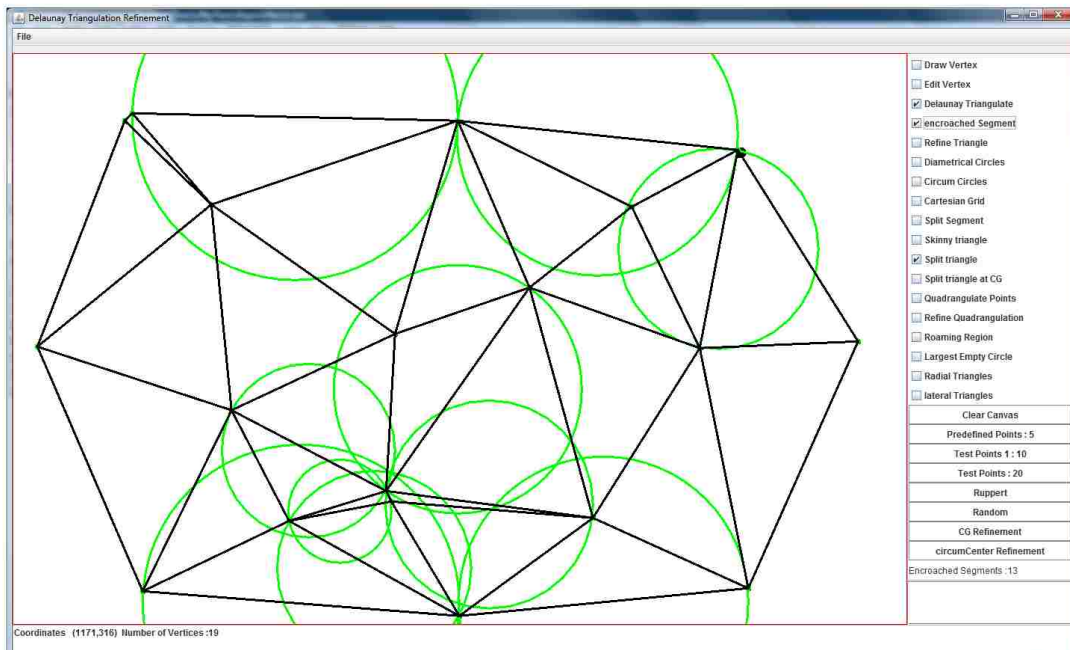 Delaunay Triangulation Refinement
File
Draw Vertex
Edit Vertex
Delaunay Triangulate
encroached Segment
Refine Triangle
Diametrical Circles
Circum Circles
Cartesian Grid
Split Segment
Skinny triangle
Split triangle
Split triangle at CG
Quadrangulate Points
Refine Quadrangulation
Roaming Region
Largest Empty Circle
Radial Triangles
lateral Triangles
Clear Canvas
Predefined Points : 5
Test Points 1 : 10
Test Points : 20
Ruppert
Random
CG Refinement
circumCenter Refinement
Encroached Segments :13
Coordinates (1171,316) Number of Vertices :19